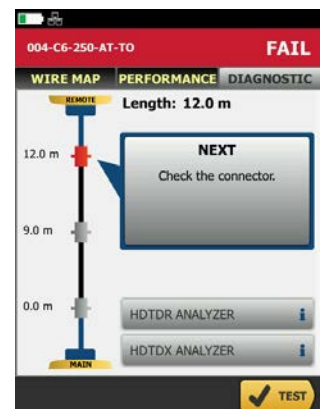 004-C6-250-AT-TO
FAIL
WIRE MAP
PERFORMANCE
DIAGNOSTIC
REMOTE
Length: 12.0 m
12.0 m
NEXT
Check the connector.
9.0 m
0.0 m
HDTDR ANALYZER i
HDTDX ANALYZER i
MAIN
TEST